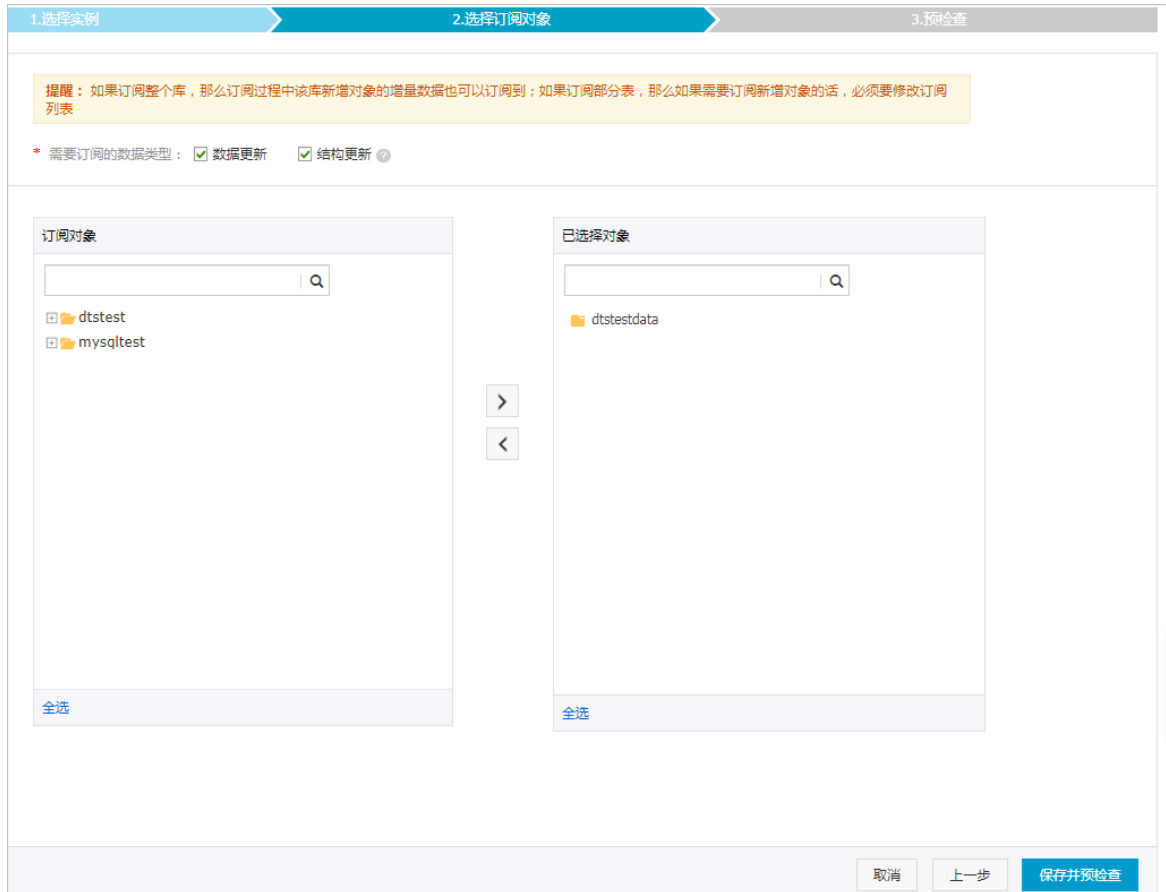 1.选择实例
2.选择订阅对象
3.预检查
提醒：如果订阅整个库，那么订阅过程中该库新增对象的增量数据也可以订阅到；如果订阅部分表，那么如果需要订阅新增对象的话，必须要修改订阅
列表
* 需要订阅的数据类型： 数据更新 结构更新 ?
订阅对象
已选择对象
dtstest
dtstestdata
mysqltest
全选
全选
取消
上一步
保存并预检查